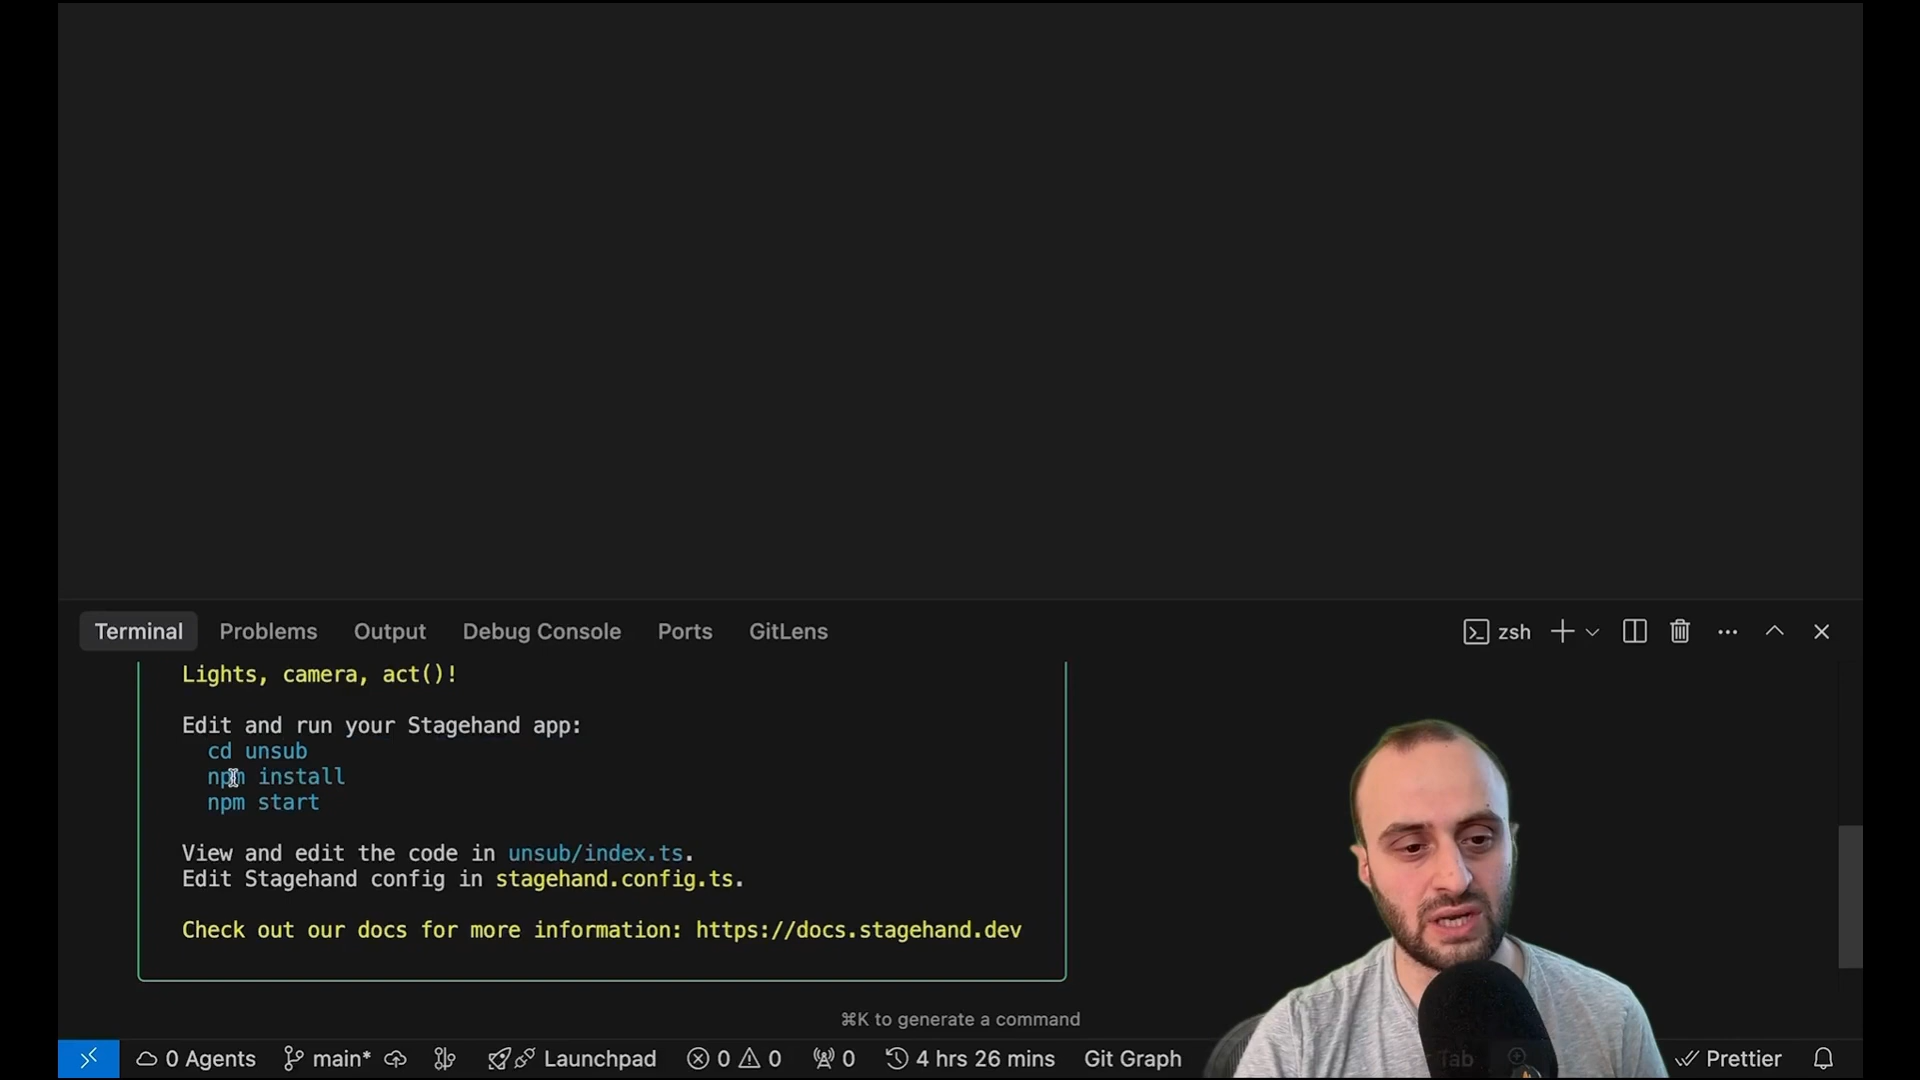 Terminal
Problems
Output
Debug Console
Ports
GitLens
zsh
Lights, camera, act()!
Edit and run your Stagehand app:
cd unsub
npm install
npm start
View and edit the code in unsub/index.ts.
Edit Stagehand config in stagehand.config.ts.
Check out our docs for more information: https://docs.stagehand.dev
⌘K to generate a command
0 Agents
main*
Launchpad
0
0
0
4 hrs 26 mins
Git Graph
Tab
Prettier